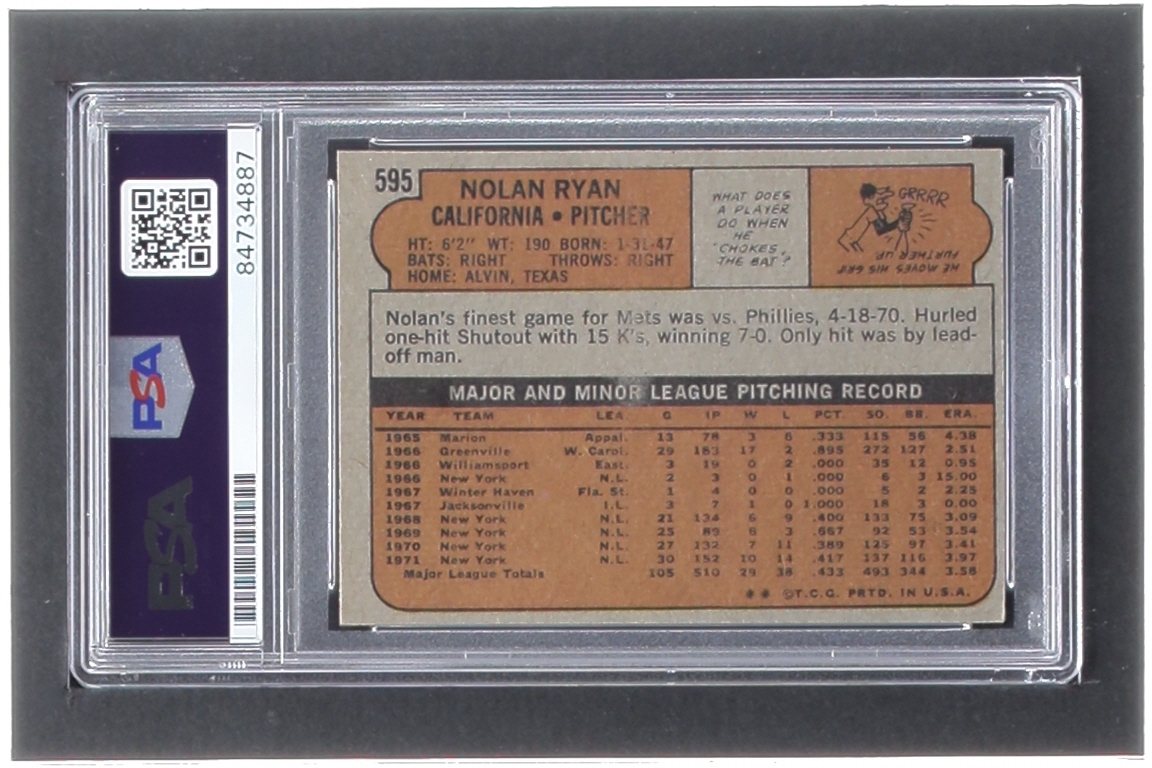 PSA
84734887
PSA
595
NOLAN RYAN
CALIFORNIA • PITCHER
HT: 6'2" WT: 190 BORN: 1-31-47
BATS: RIGHT THROWS: RIGHT
HOME: ALVIN, TEXAS
WHAT DOES
A PLAYER
DO WHEN
HE
"CHOKES"
THE BAT?
GRRRR
HE MOVES HIS GRIP
FURTHER UP
Nolan's finest game for Mets was vs. Phillies, 4-18-70. Hurled
one-hit Shutout with 15 K's, winning 7-0. Only hit was by lead-
off man.
MAJOR AND MINOR LEAGUE PITCHING RECORD
YEAR TEAM LEA G IP W L PCT. SO. BB. ERA.
1965 Marion Appal. 13 78 3 6 .333 115 56 4.38
1966 Greenville W. Carol. 29 183 17 2 .895 272 127 2.51
1966 Williamsport East. 3 19 0 2 .000 35 12 0.95
1966 New York N.L. 2 3 0 1 .000 6 3 15.00
1967 Winter Haven Fla. St. 1 4 0 0 .000 5 2 2.25
1967 Jacksonville I.L. 3 7 1 0 1.000 18 3 0.00
1968 New York N.L. 21 134 6 9 .400 133 75 3.09
1969 New York N.L. 25 89 6 3 .667 92 53 3.54
1970 New York N.L. 27 132 7 11 .389 125 97 3.41
1971 New York N.L. 30 152 10 14 .417 137 116 3.97
Major League Totals 105 510 29 38 .433 493 344 3.58
* * ©T.C.G. PRTD. IN U.S.A.